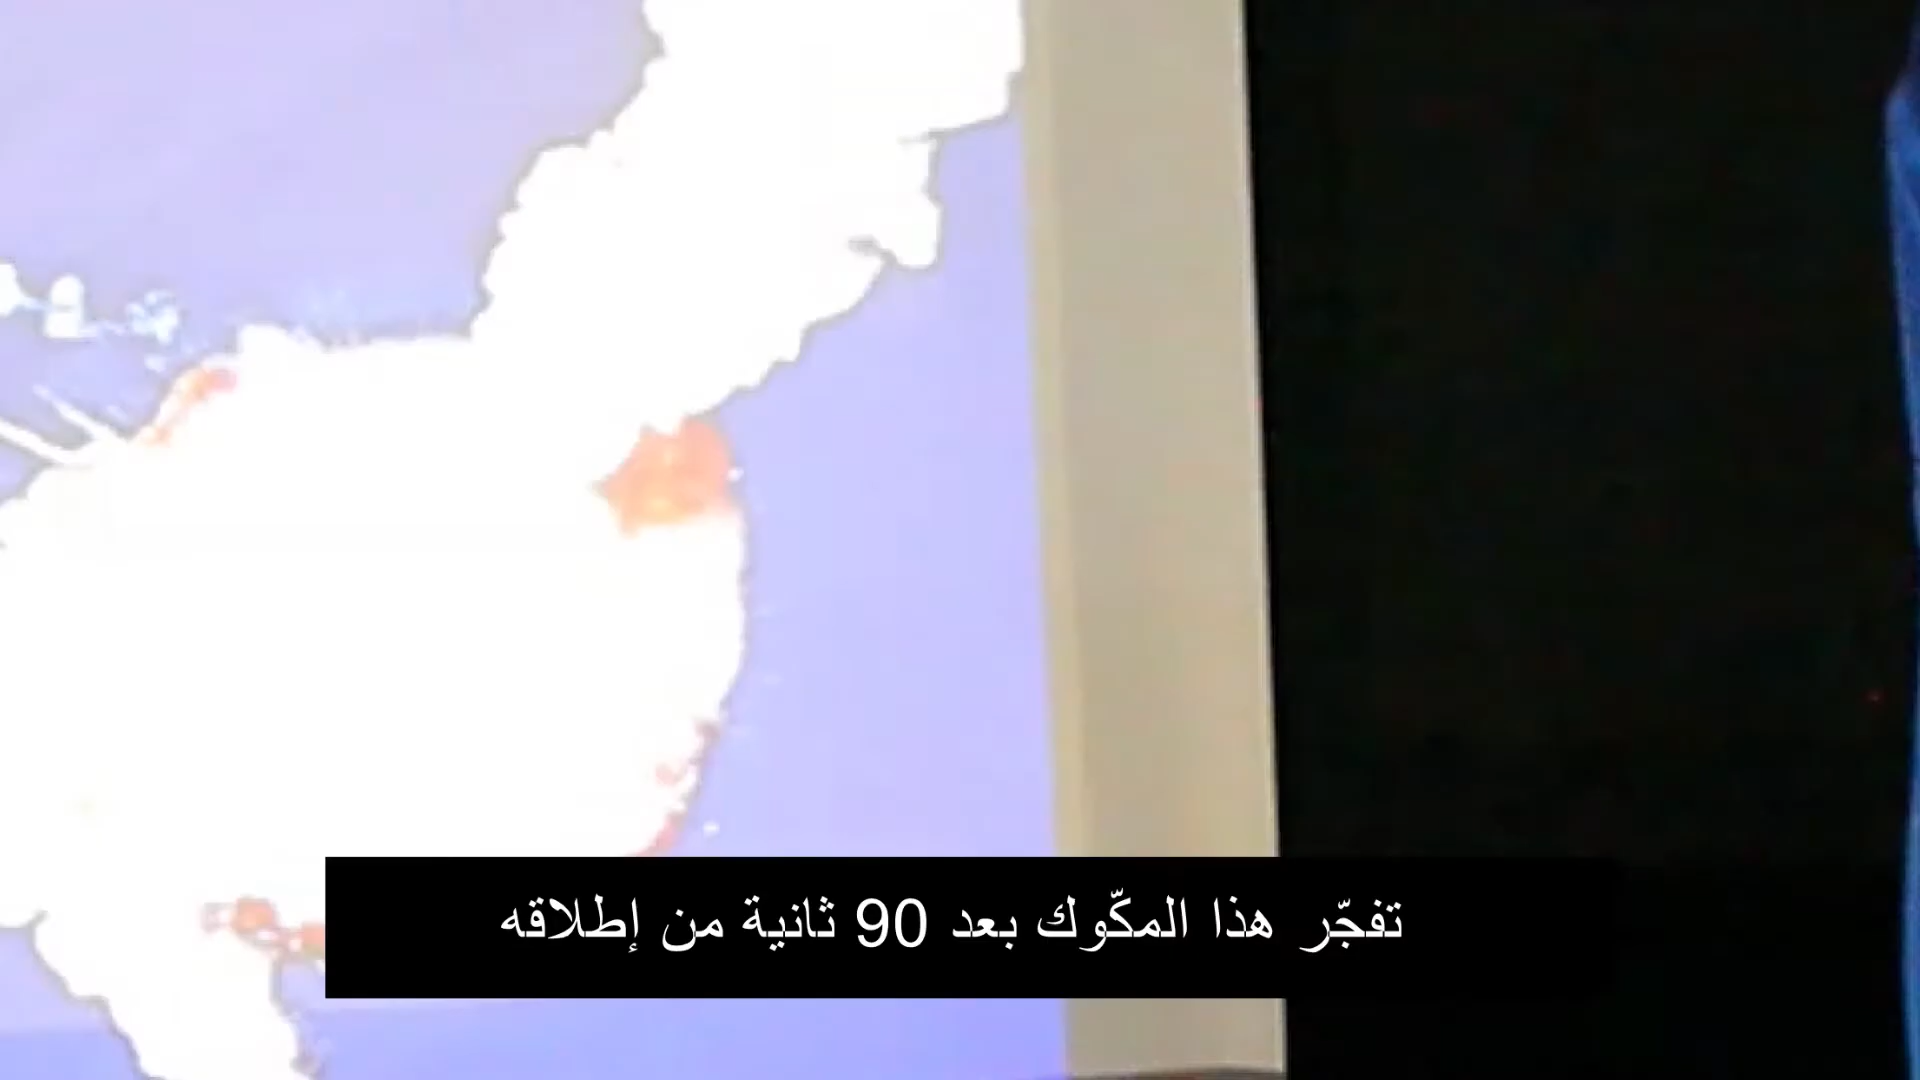 تفجّر هذا المكّوك بعد 90 ثانية من إطلاقه